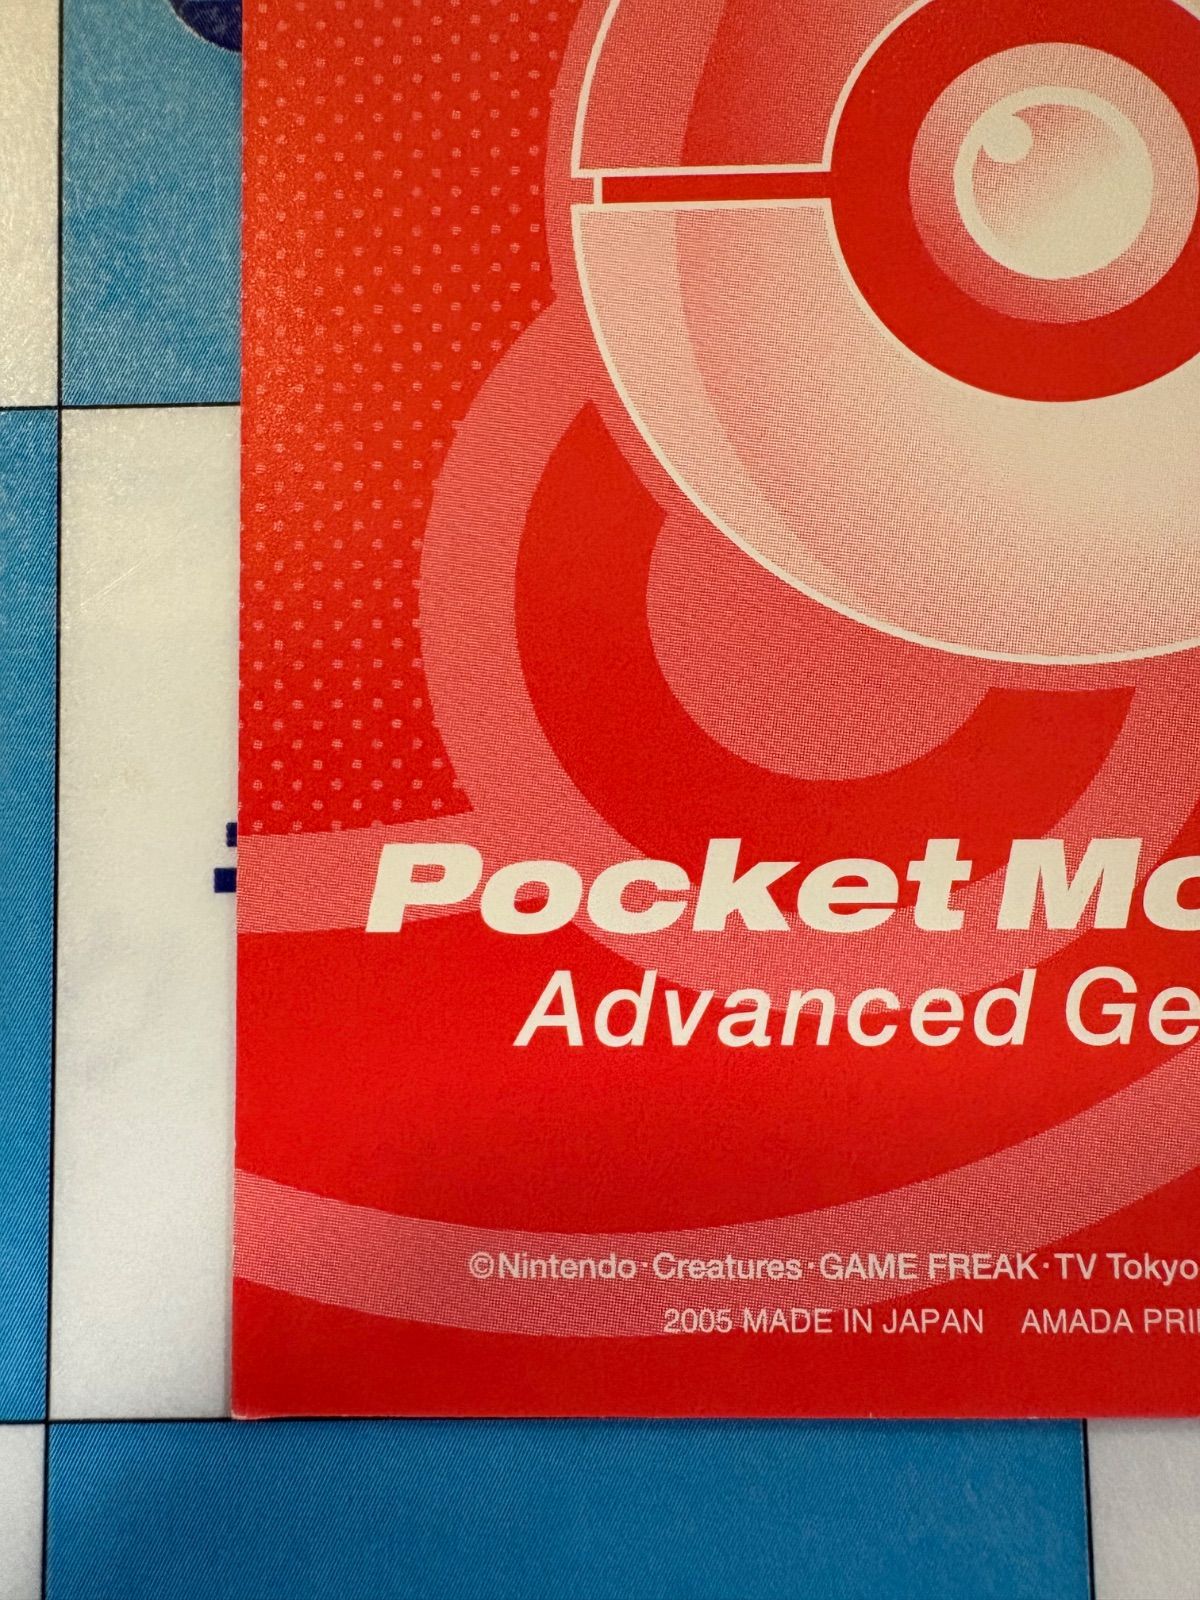 Pocket Mo
Advanced Ge
©Nintendo·Creatures·GAME FREAK·TV Tokyo
2005 MADE IN JAPAN AMADA PRI